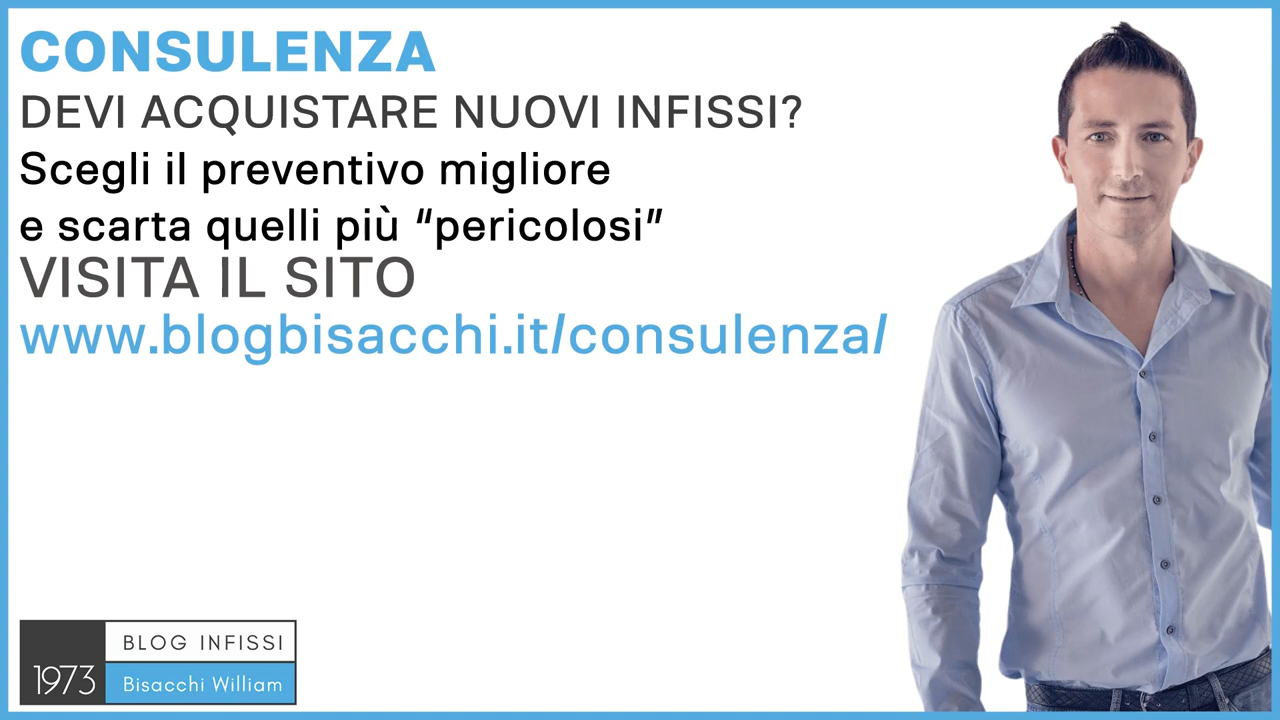 CONSULENZA
DEVI ACQUISTARE NUOVI INFISSI?
Scegli il preventivo migliore
e scarta quelli più “pericolosi”
VISITA IL SITO
www.blogbisacchi.it/consulenza/
1973
BLOG INFISSI
Bisacchi William